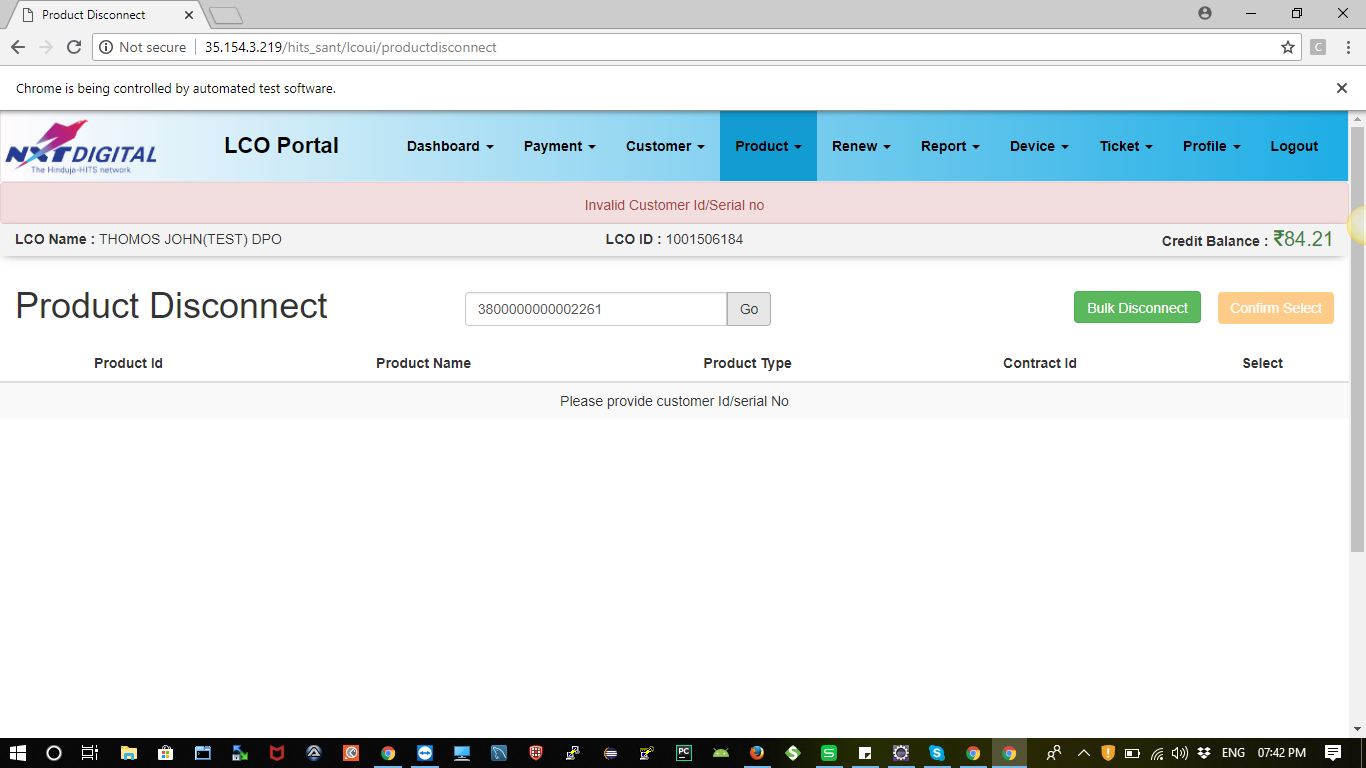 Product Disconnect
Not secure 35.154.3.219/hits_sant/lcoui/productdisconnect
C
Chrome is being controlled by automated test software.
NXTDIGITAL
The Hinduja-HITS network
LCO Portal Dashboard Payment Customer Product Renew Report Device Ticket Profile Logout
Invalid Customer Id/Serial no
LCO Name : THOMOS JOHN(TEST) DPO LCO ID : 1001506184 Credit Balance : ₹84.21
Product Disconnect 3800000000002261 Go Bulk Disconnect Confirm Select
Product Id Product Name Product Type Contract Id Select
Please provide customer Id/serial No
PC S ENG 07:42 PM